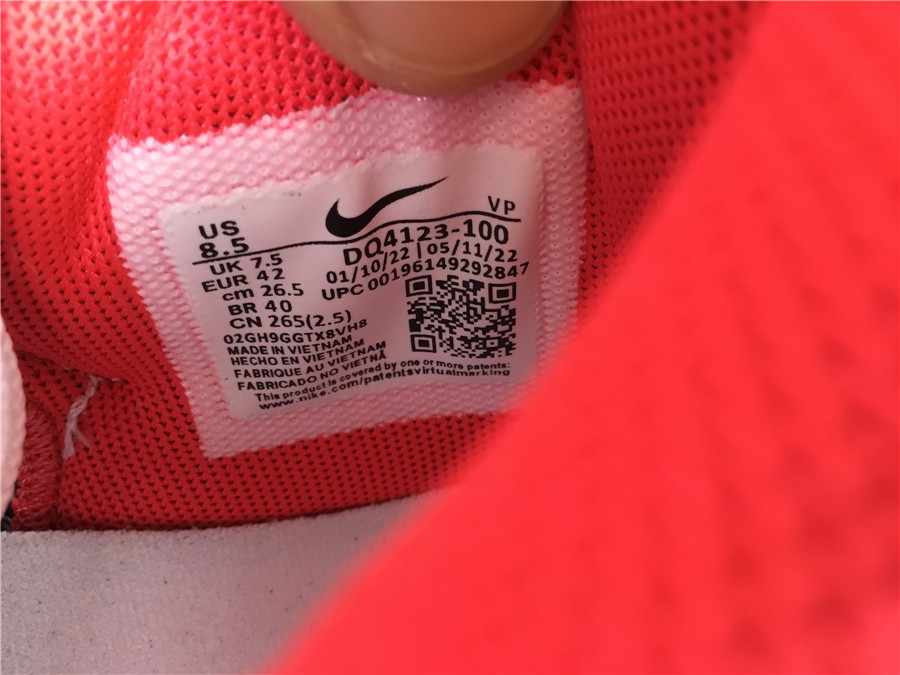 US
8.5
UK 7.5
EUR 42
cm 26.5
BR 40
CN 265(2.5)
VP
DQ4123-100
01/10/22 | 05/11/22
UPC 00196149292847
02GH9GGTX8VH8
MADE IN VIETNAM
HECHO EN VIETNAM
FABRIQUE AU VIETNAM
FABRICADO NO VIETNÃ
This product is covered by one or more patents:
www.nike.com/patentsvirtualmarking